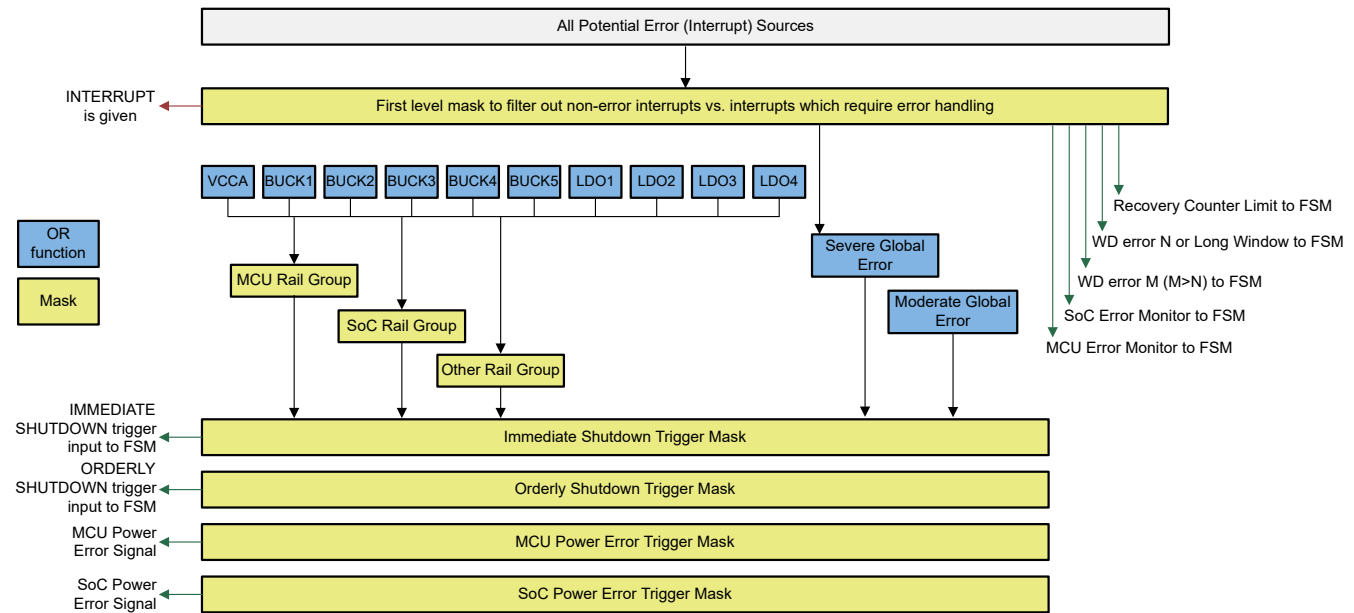 All Potential Error (Interrupt) Sources
INTERRUPT
is given
First level mask to filter out non-error interrupts vs. interrupts which require error handling
VCCA
BUCK1
BUCK2
BUCK3
BUCK4
BUCK5
LDO1
LDO2
LDO3
LDO4
Recovery Counter Limit to FSM
WD error N or Long Window to FSM
WD error M (M>N) to FSM
SoC Error Monitor to FSM
MCU Error Monitor to FSM
OR
function
Mask
Severe Global
Error
Moderate Global
Error
MCU Rail Group
SoC Rail Group
Other Rail Group
IMMEDIATE
SHUTDOWN trigger
input to FSM
Immediate Shutdown Trigger Mask
ORDERLY
SHUTDOWN trigger
input to FSM
Orderly Shutdown Trigger Mask
MCU Power
Error Signal
MCU Power Error Trigger Mask
SoC Power
Error Signal
SoC Power Error Trigger Mask